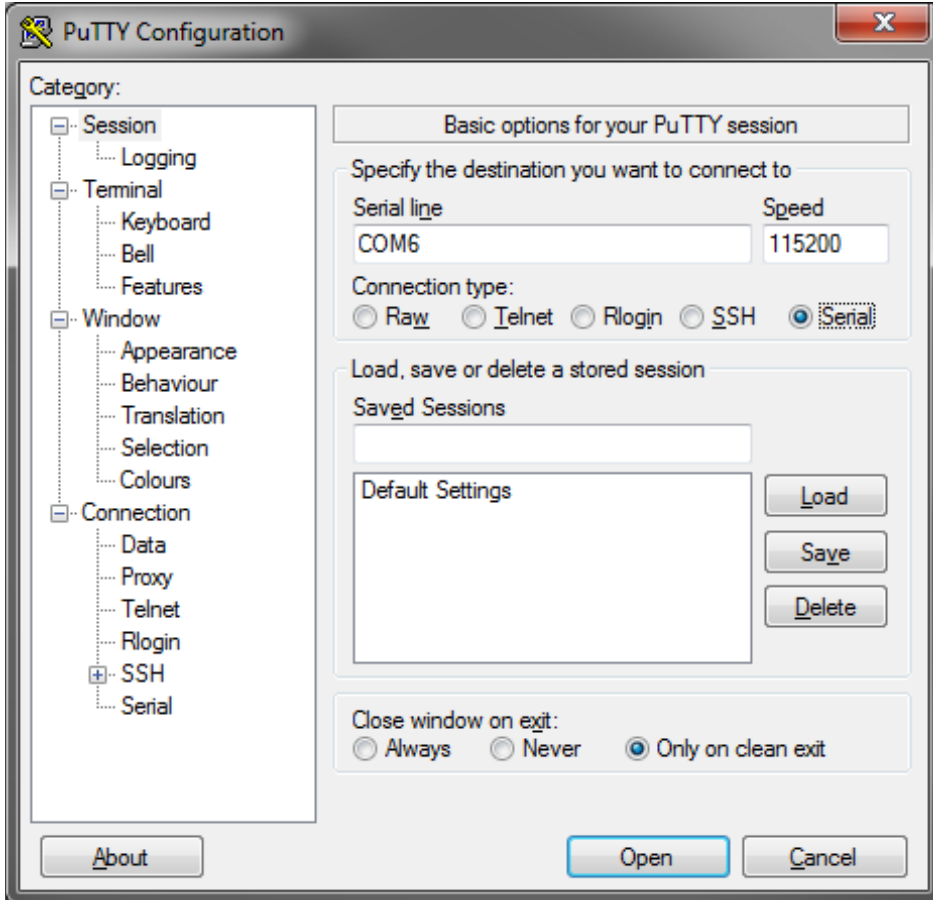 PuTTY Configuration
Category:
Session
Logging
Terminal
Keyboard
Bell
Features
Window
Appearance
Behaviour
Translation
Selection
Colours
Connection
Data
Proxy
Telnet
Rlogin
SSH
Serial
Basic options for your PuTTY session
Specify the destination you want to connect to
Serial line Speed
COM6 115200
Connection type:
Raw Telnet Rlogin SSH Serial
Load, save or delete a stored session
Saved Sessions
Default Settings
Load
Save
Delete
Close window on exit:
Always Never Only on clean exit
About Open Cancel